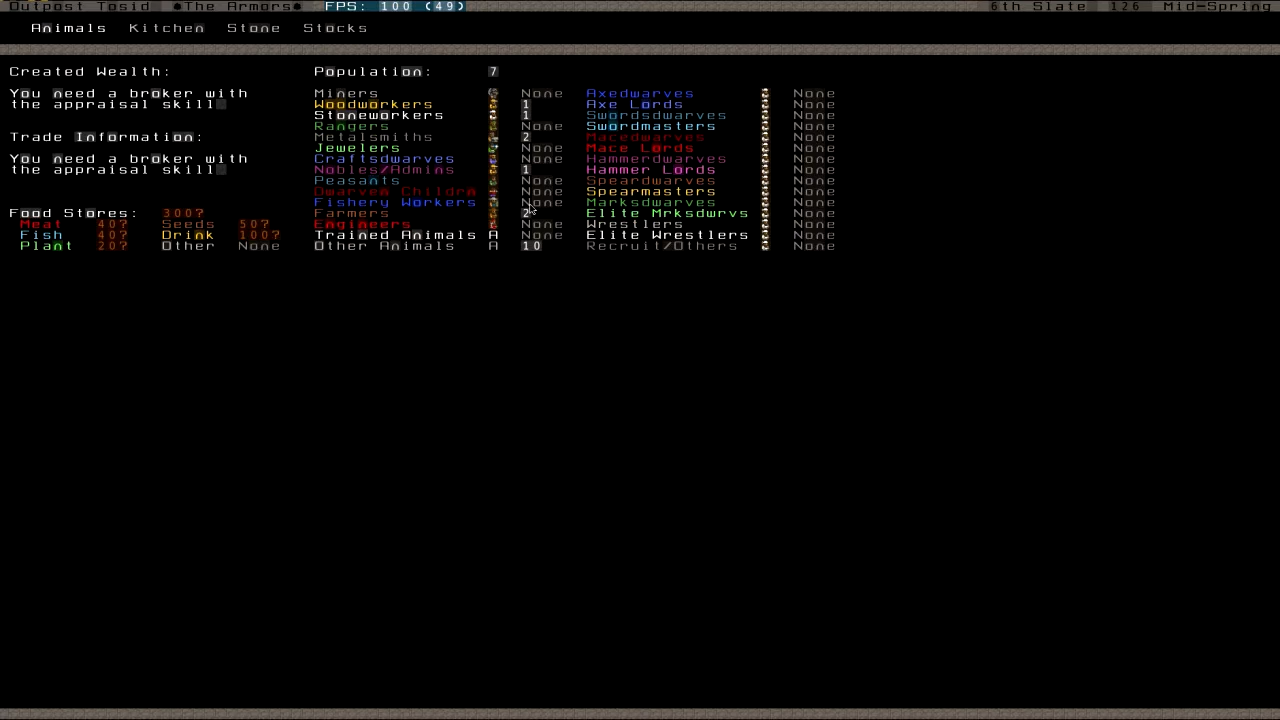 Outpost Tosid "The Armors" FPS: 100 (49) 6th Slate 126 Mid-Spring
Animals Kitchen Stone Stocks
Created Wealth: Population: 7
You need a broker with Miners None Axedwarves None
the appraisal skill Woodworkers 1 Axe Lords None
Stoneworkers 1 Swordsdwarves None
Rangers None Swordmasters None
Trade Information: Metalsmiths 2 Macedwarves None
Jewelers None Mace Lords None
You need a broker with Craftsdwarves None Hammerdwarves None
the appraisal skill Nobles/Admins 1 Hammer Lords None
Peasants None Speardwarves None
Dwarven Childrn None Spearmasters None
Fishery Workers None Marksdwarves None
Food Stores: 300? Farmers 2 Elite Mrksdwrvs None
Meat 40? Seeds 50? Engineers None Wrestlers None
Fish 40? Drink 100? Trained Animals A None Elite Wrestlers None
Plant 20? Other None Other Animals A 10 Recruit/Others None